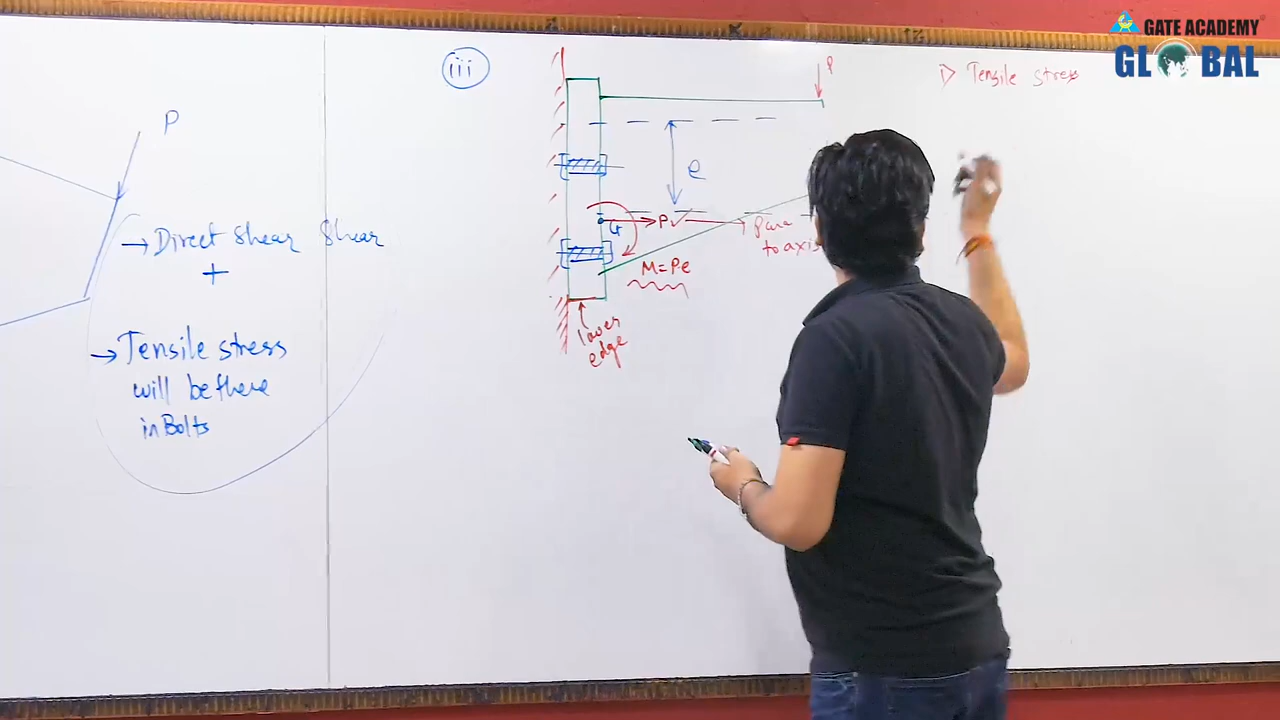 GATE ACADEMY
GLOBAL
P
→ Direct Shear Shear
+
→ Tensile stress
will be there
in Bolts
iii
P
e
G
P✓
M = Pe
Para
to axis
lower
edge
1> Tensile stress